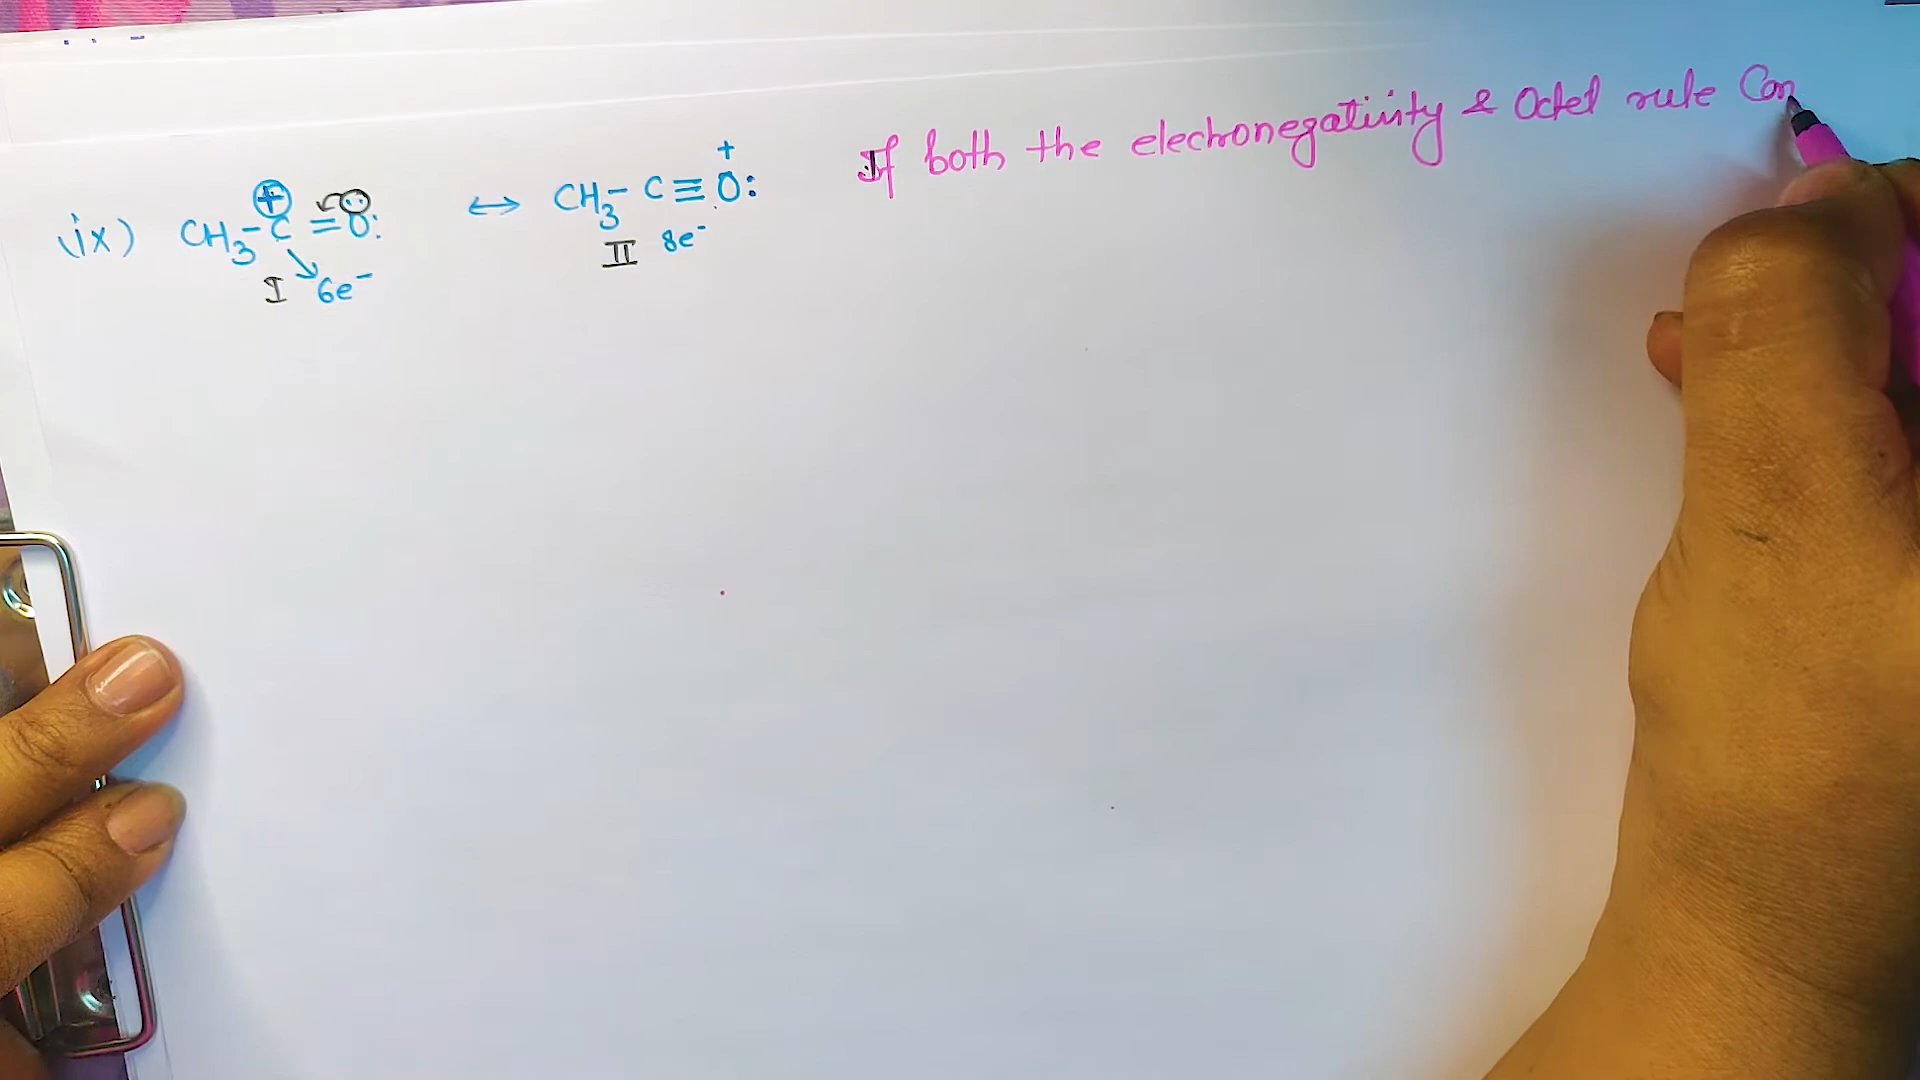 If both the electronegativity & Octet rule Con
(ix) CH₃-C=Ö: ↔ CH₃-C≡O:
+ +
I 6e⁻ II 8e⁻